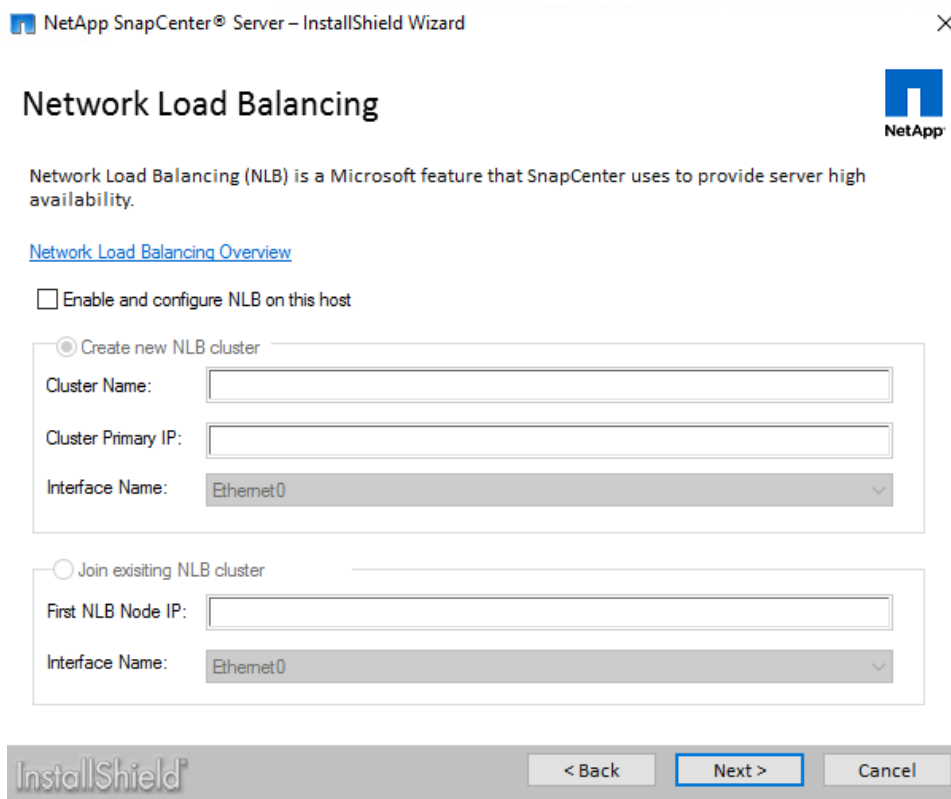 NetApp SnapCenter® Server – InstallShield Wizard
Network Load Balancing
NetApp
Network Load Balancing (NLB) is a Microsoft feature that SnapCenter uses to provide server high
availability.
Network Load Balancing Overview
Enable and configure NLB on this host
Create new NLB cluster
Cluster Name:
Cluster Primary IP:
Interface Name:
Ethernet0
Join exisiting NLB cluster
First NLB Node IP:
Interface Name:
Ethernet0
InstallShield
< Back
Next >
Cancel